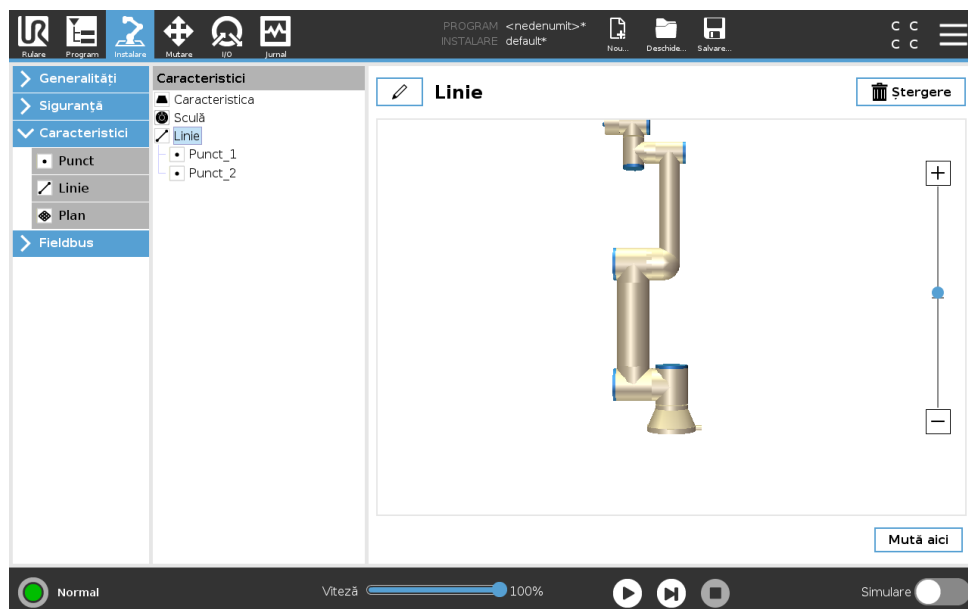 Rulare
Program
Instalare
Mutare
I/O
Jurnal
PROGRAM <nedenumit>*
INSTALARE default*
Nou...
Deschide...
Salvare...
C C
C C
Generalități
Siguranță
Caracteristici
Punct
Linie
Plan
Fieldbus
Caracteristici
Caracteristica
Sculă
Linie
Punct_1
Punct_2
Linie
Ștergere
Mută aici
Normal
Viteză 100%
Simulare